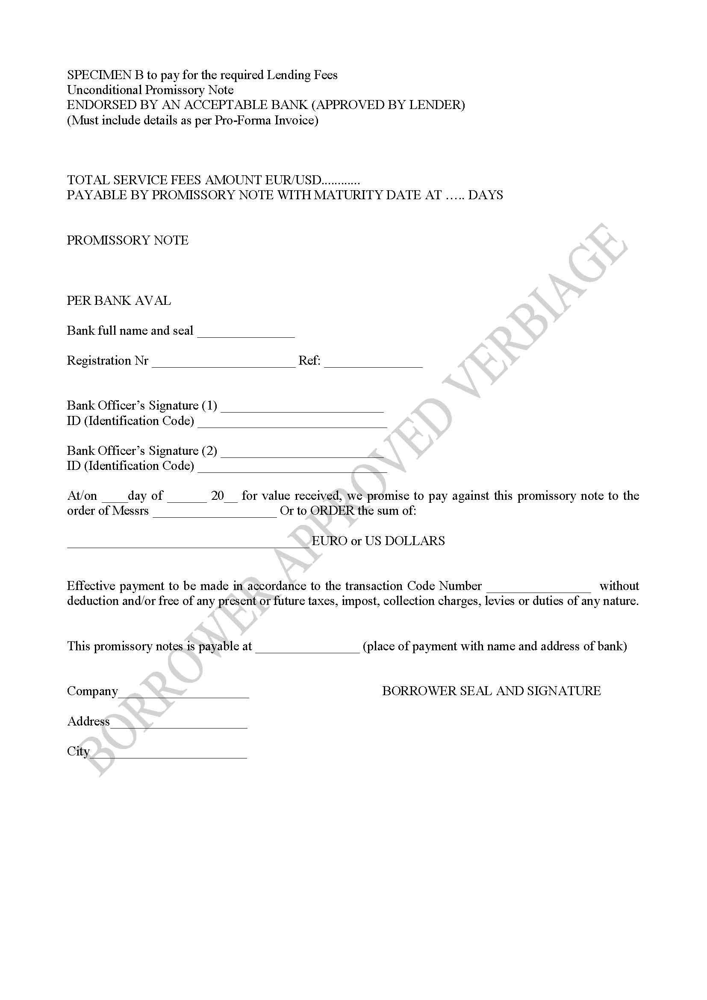 SPECIMEN B to pay for the required Lending Fees
Unconditional Promissory Note
ENDORSED BY AN ACCEPTABLE BANK (APPROVED BY LENDER)
(Must include details as per Pro-Forma Invoice)
TOTAL SERVICE FEES AMOUNT EUR/USD............
PAYABLE BY PROMISSORY NOTE WITH MATURITY DATE AT ….. DAYS
PROMISSORY NOTE
PER BANK AVAL
Bank full name and seal _______________
Registration Nr ______________________ Ref: _______________
Bank Officer’s Signature (1) _________________________
ID (Identification Code) _____________________________
Bank Officer’s Signature (2) _________________________
ID (Identification Code) _____________________________
At/on ____day of ______ 20__ for value received, we promise to pay against this promissory note to the
order of Messrs ___________________ Or to ORDER the sum of:
_____________________________________ EURO or US DOLLARS
Effective payment to be made in accordance to the transaction Code Number ________________ without
deduction and/or free of any present or future taxes, impost, collection charges, levies or duties of any nature.
This promissory notes is payable at ________________ (place of payment with name and address of bank)
Company____________________ BORROWER SEAL AND SIGNATURE
Address_____________________
City________________________
BORROWER APPROVED VERBIAGE